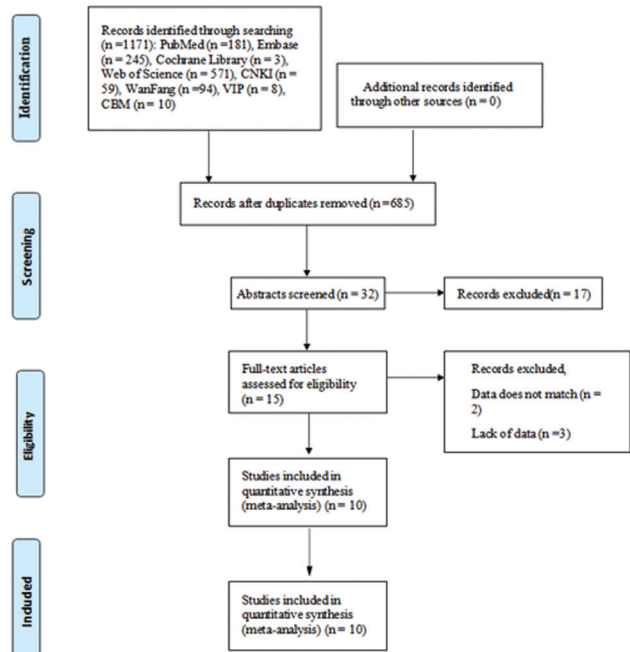 Identification
Records identified through searching
(n =1171): PubMed (n =181), Embase
(n = 245), Cochrane Library (n = 3),
Web of Science (n = 571), CNKI (n =
59), WanFang (n =94), VIP (n = 8),
CBM (n = 10)
Additional records identified
through other sources (n = 0)
Screening
Records after duplicates removed (n =685)
Abstracts screened (n = 32)
Records excluded(n = 17)
Eligibility
Full-text articles
assessed for eligibility
(n = 15)
Records excluded,
Data does not match (n =
2)
Lack of data (n =3)
Studies included in
quantitative synthesis
(meta-analysis) (n = 10)
Included
Studies included in
quantitative synthesis
(meta-analysis) (n = 10)